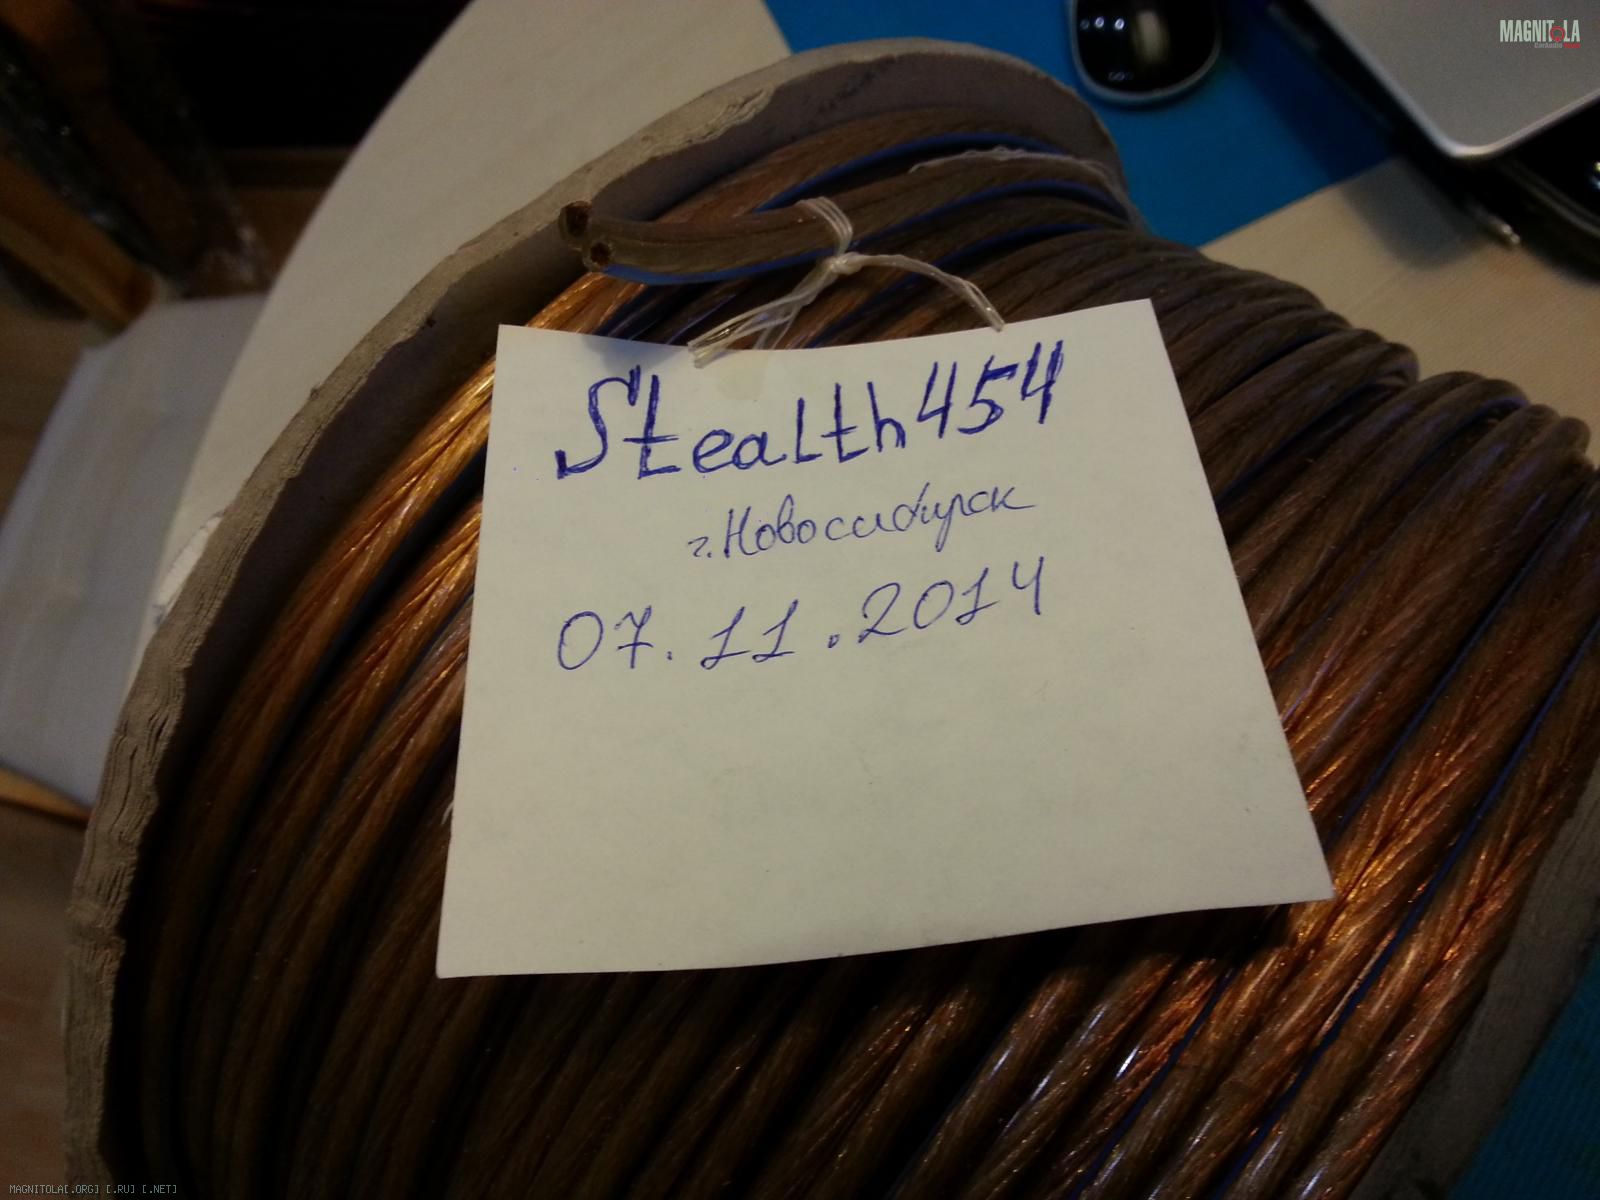 MAGNITOLA
Stealth454
г. Новосибирск
07.11.2014
MAGNITOLA[.ORG] [.RU] [.NET]